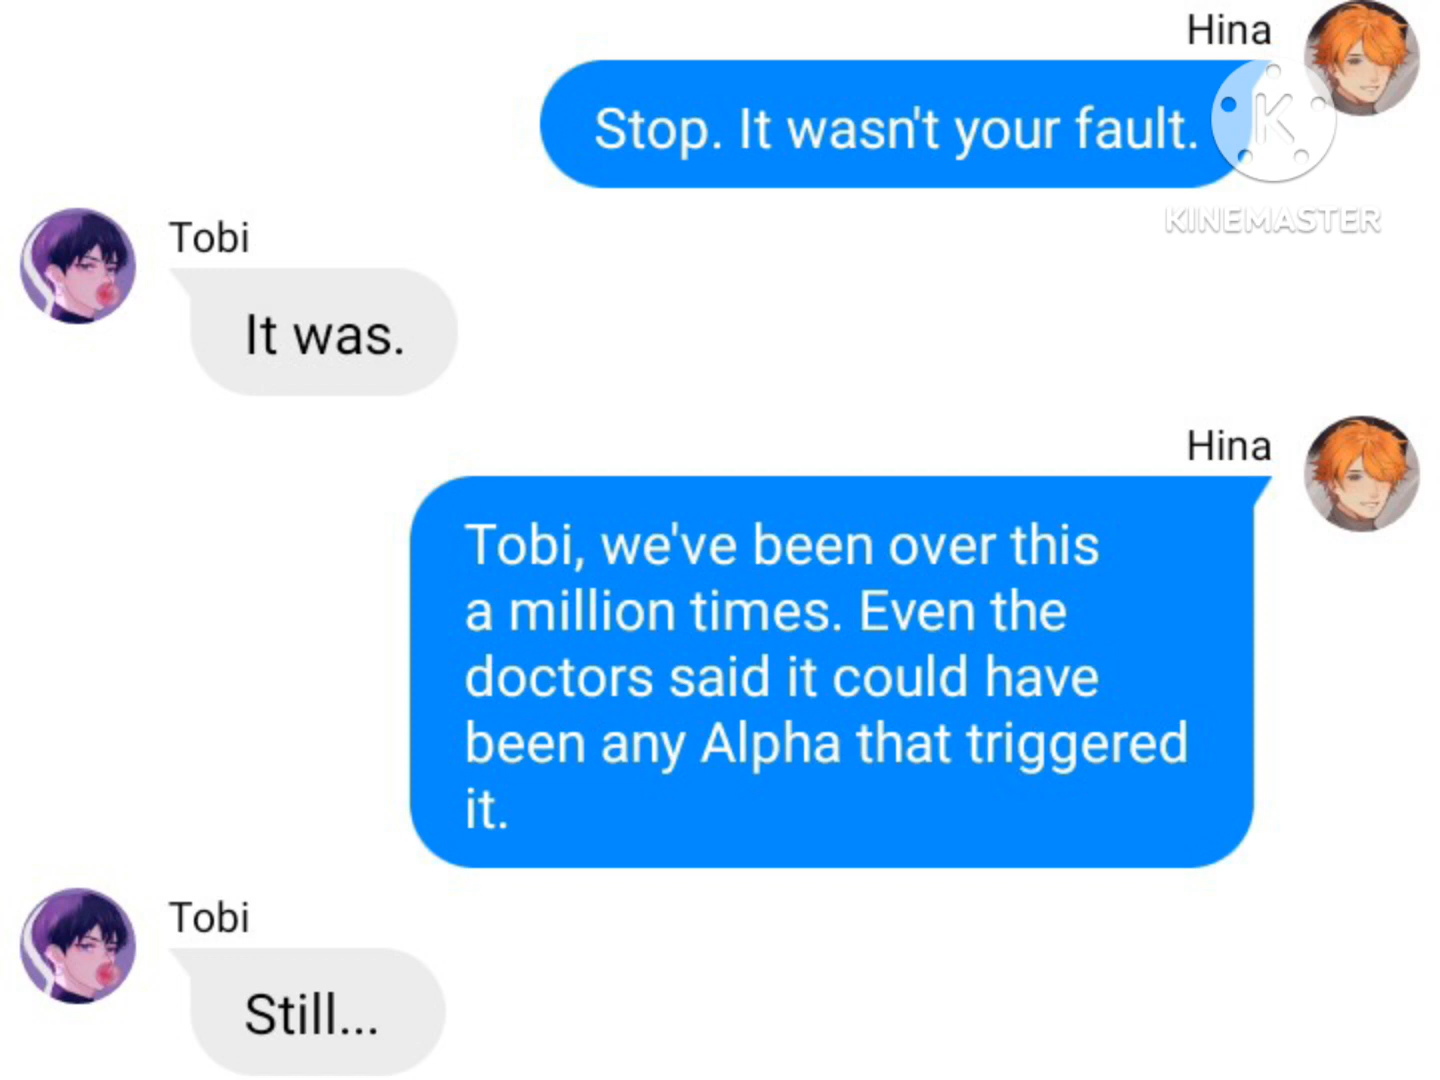 Hina
Stop. It wasn't your fault.
K
KINEMASTER
Tobi
It was.
Hina
Tobi, we've been over this
a million times. Even the
doctors said it could have
been any Alpha that triggered
it.
Tobi
Still...